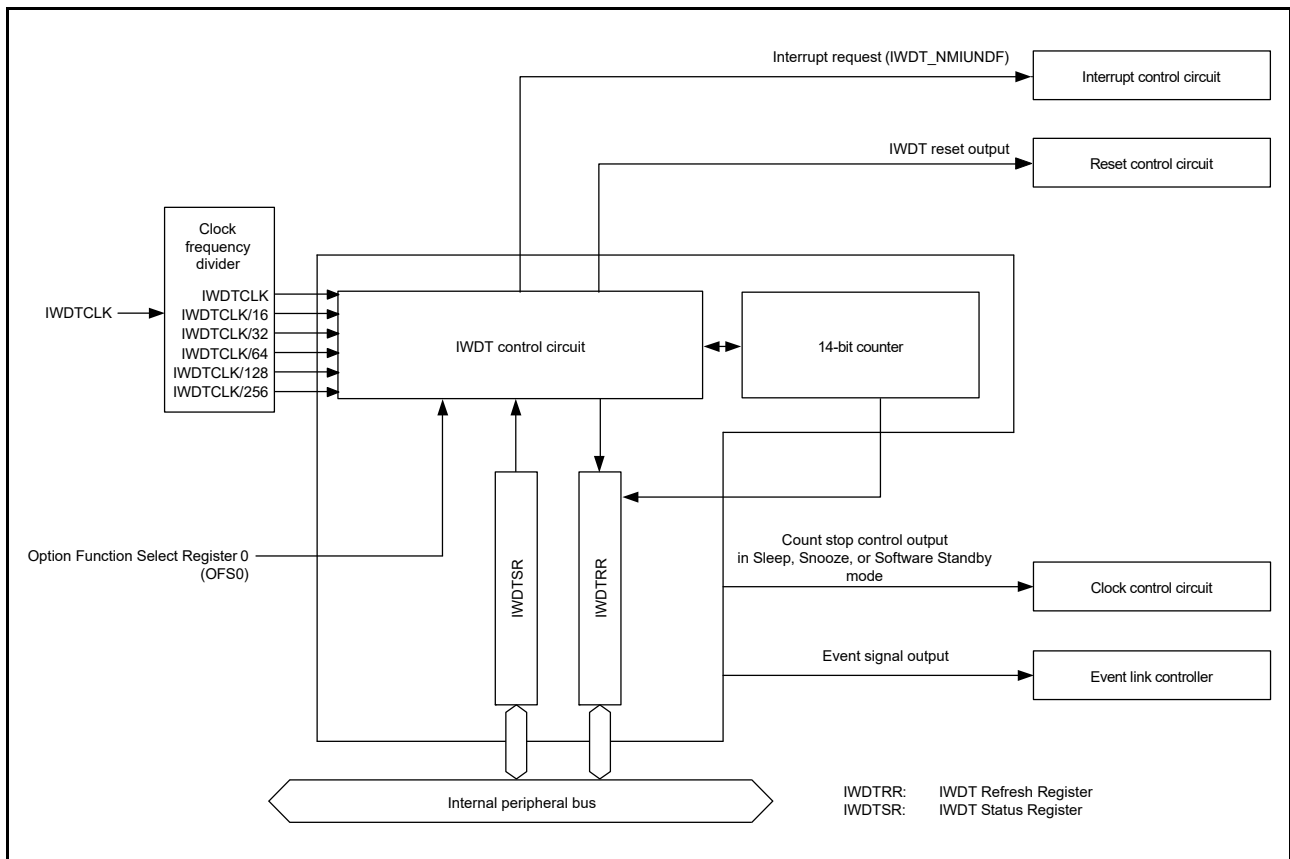 Interrupt request (IWDT_NMIUNDF)
Interrupt control circuit
IWDT reset output
Reset control circuit
Clock
frequency
divider
IWDTCLK
IWDTCLK
IWDTCLK/16
IWDTCLK/32
IWDTCLK/64
IWDTCLK/128
IWDTCLK/256
IWDT control circuit
14-bit counter
Option Function Select Register 0
(OFS0)
IWDTSR
IWDTRR
Count stop control output
in Sleep, Snooze, or Software Standby
mode
Clock control circuit
Event signal output
Event link controller
Internal peripheral bus
IWDTRR: IWDT Refresh Register
IWDTSR: IWDT Status Register